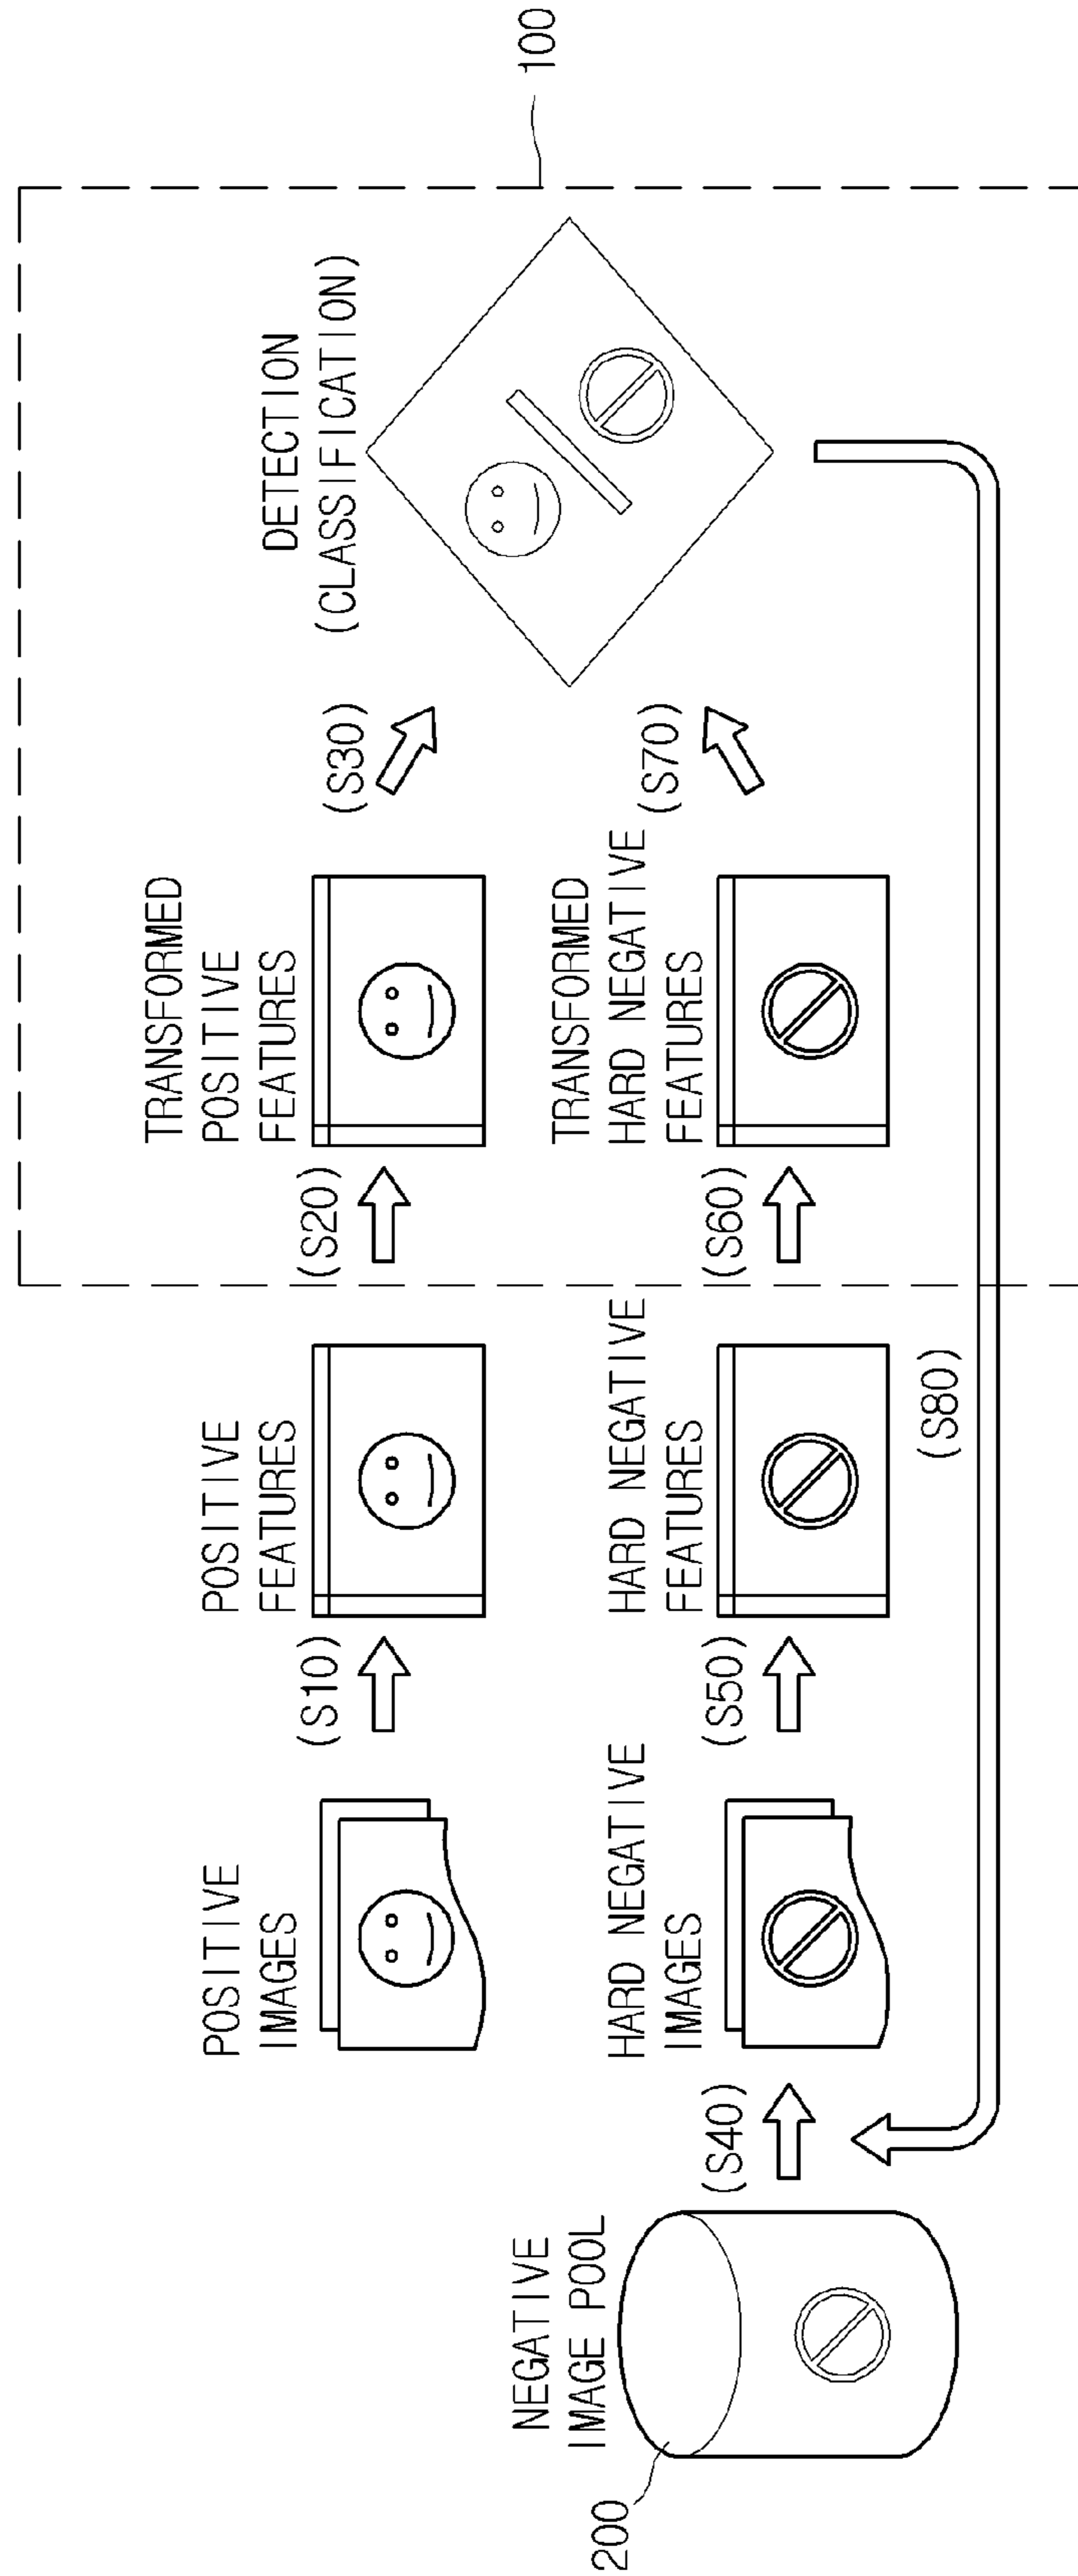 100
DETECTION
(CLASSIFICATION)
(S30)
(S70)
TRANSFORMED
POSITIVE
FEATURES
(S20)
TRANSFORMED
HARD NEGATIVE
FEATURES
(S60)
POSITIVE
FEATURES
(S10)
HARD NEGATIVE
FEATURES
(S50)
(S80)
POSITIVE
IMAGES
HARD NEGATIVE
IMAGES
(S40)
NEGATIVE
IMAGE POOL
200